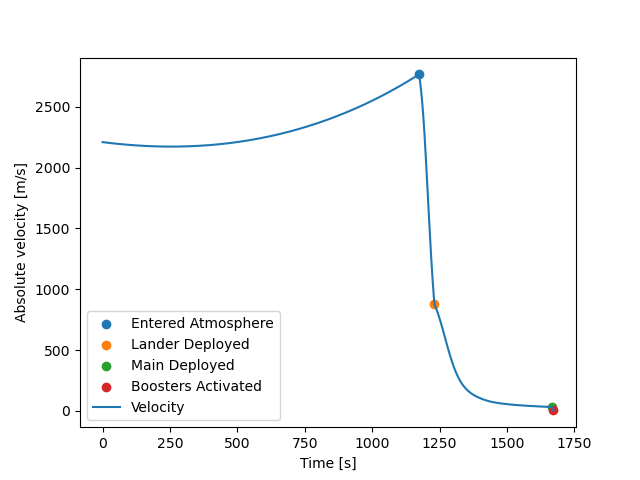 2500
2000
1500
1000
500
0
Absolute velocity [m/s]
Entered Atmosphere
Lander Deployed
Main Deployed
Boosters Activated
Velocity
0 250 500 750 1000 1250 1500 1750
Time [s]